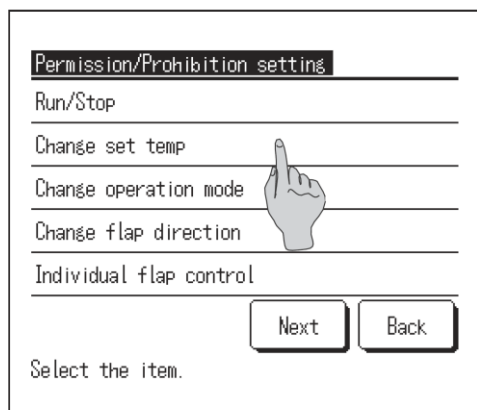 Permission/Prohibition setting
Run/Stop
Change set temp
Change operation mode
Change flap direction
Individual flap control
Next Back
Select the item.